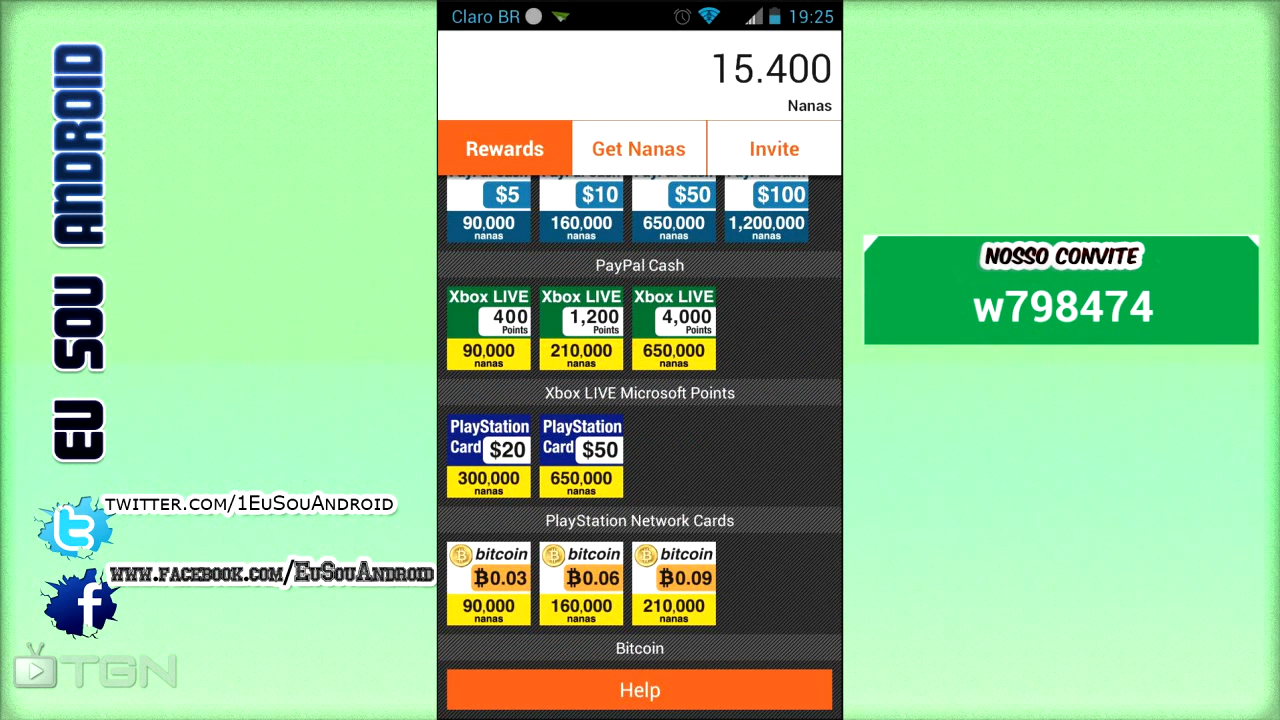 EU SOU ANDROID
Claro BR
19:25
15.400
Nanas
Rewards
Get Nanas
Invite
$5
$10
$50
$100
90,000
160,000
650,000
1,200,000
nanas
nanas
nanas
nanas
PayPal Cash
Xbox LIVE
Xbox LIVE
Xbox LIVE
400
1,200
4,000
Points
Points
Points
90,000
210,000
650,000
nanas
nanas
nanas
Xbox LIVE Microsoft Points
PlayStation
PlayStation
Card $20
Card $50
300,000
650,000
nanas
nanas
PlayStation Network Cards
bitcoin
bitcoin
bitcoin
₿0.03
₿0.06
₿0.09
90,000
160,000
210,000
nanas
nanas
nanas
Bitcoin
Help
NOSSO CONVITE
w798474
TWITTER.COM/1EUSOUANDROID
WWW.FACEBOOK.COM/EUSOUANDROID
TGN